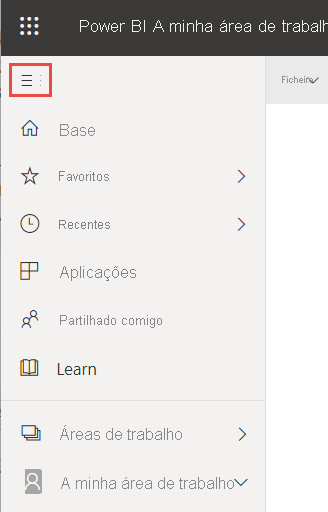 Power BI A minha área de trabalh
Ficheiro
Base
Favoritos
Recentes
Aplicações
Partilhado comigo
Learn
Áreas de trabalho
A minha área de trabalho